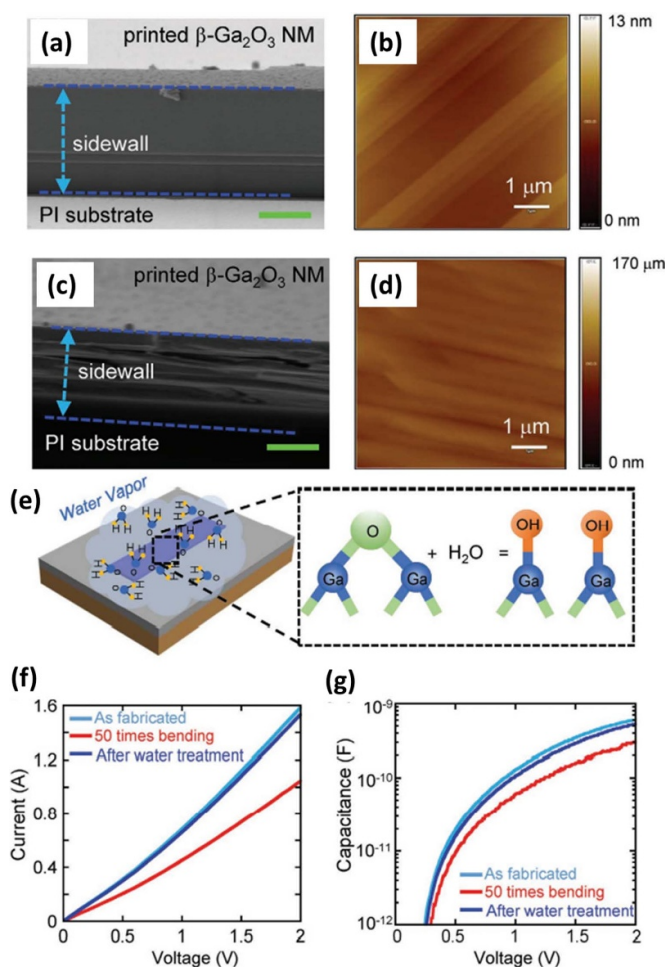 (a)
printed β-Ga₂O₃ NM
sidewall
PI substrate
(b)
1 μm
13 nm
0 nm
(c)
printed β-Ga₂O₃ NM
sidewall
PI substrate
(d)
1 μm
170 μm
0 nm
(e)
Water Vapor
O
Ga
Ga
+ H₂O =
OH
OH
Ga
Ga
(f)
As fabricated
50 times bending
After water treatment
Current (A)
1.6
1.2
0.8
0.4
0
0
0.5
1
1.5
2
Voltage (V)
(g)
As fabricated
50 times bending
After water treatment
Capacitance (F)
10⁻⁹
10⁻¹⁰
10⁻¹¹
10⁻¹²
0
0.5
1
1.5
2
Voltage (V)